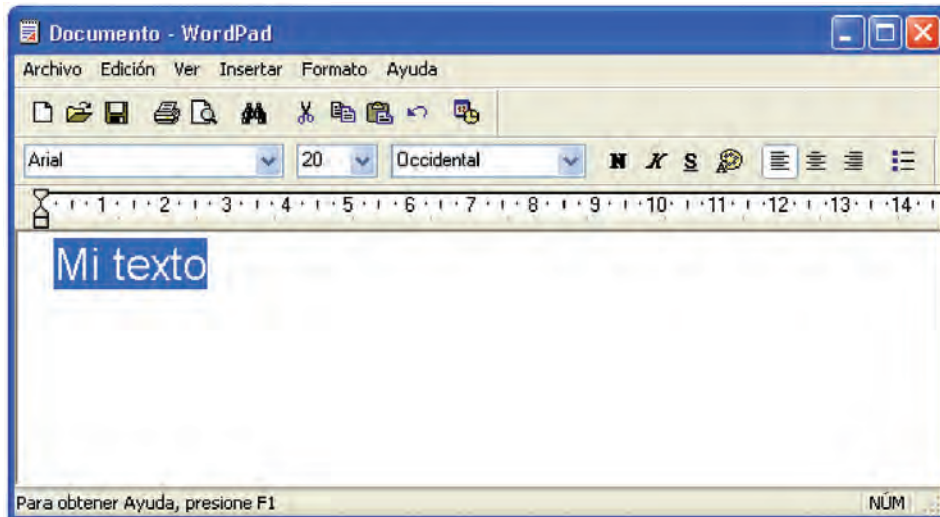 Documento - WordPad
Archivo Edición Ver Insertar Formato Ayuda
Arial 20 Occidental N K S
1 2 3 4 5 6 7 8 9 10 11 12 13 14
Mi texto
Para obtener Ayuda, presione F1 NÚM